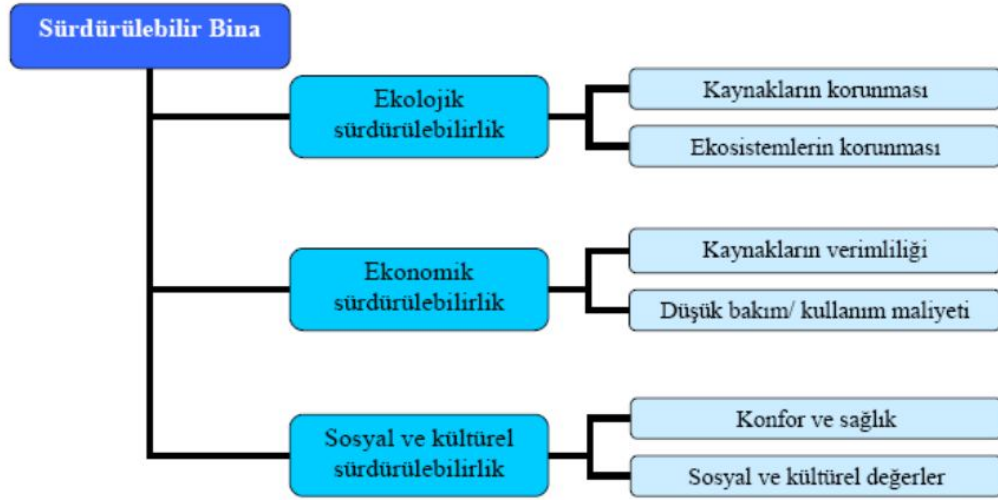 Sürdürülebilir Bina
Ekolojik
sürdürülebilirlik
Kaynakların korunması
Ekosistemlerin korunması
Ekonomik
sürdürülebilirlik
Kaynakların verimliliği
Düşük bakım/ kullanım maliyeti
Sosyal ve kültürel
sürdürülebilirlik
Konfor ve sağlık
Sosyal ve kültürel değerler